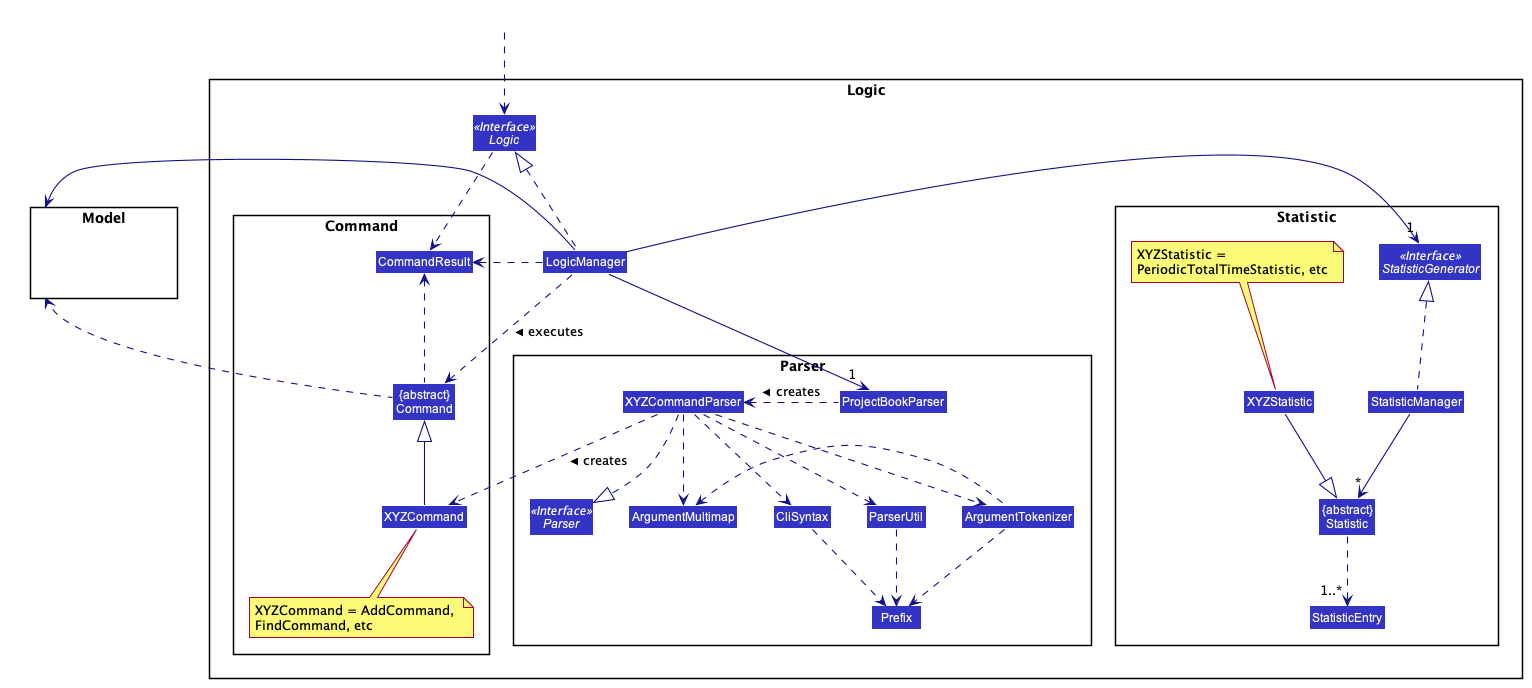 Logic
«Interface»
Logic
Model
Command
Statistic
1
XYZStatistic =
PeriodicTotalTimeStatistic, etc
«Interface»
StatisticGenerator
CommandResult
LogicManager
◄ executes
Parser
1
{abstract}
Command
XYZCommandParser
◄ creates
ProjectBookParser
XYZStatistic
StatisticManager
◄ creates
*
XYZCommand
«Interface»
Parser
ArgumentMultimap
CliSyntax
ParserUtil
ArgumentTokenizer
{abstract}
Statistic
1..*
XYZCommand = AddCommand,
FindCommand, etc
Prefix
StatisticEntry